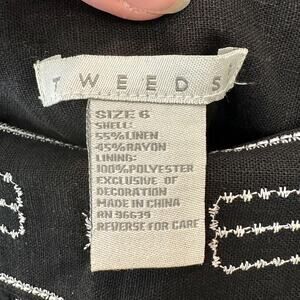 TWEEDS
SIZE 6
SHELL:
55%LINEN
45%RAYON
LINING:
100%POLYESTER
EXCLUSIVE OF
DECORATION
MADE IN CHINA
RN 96639
REVERSE FOR CARE